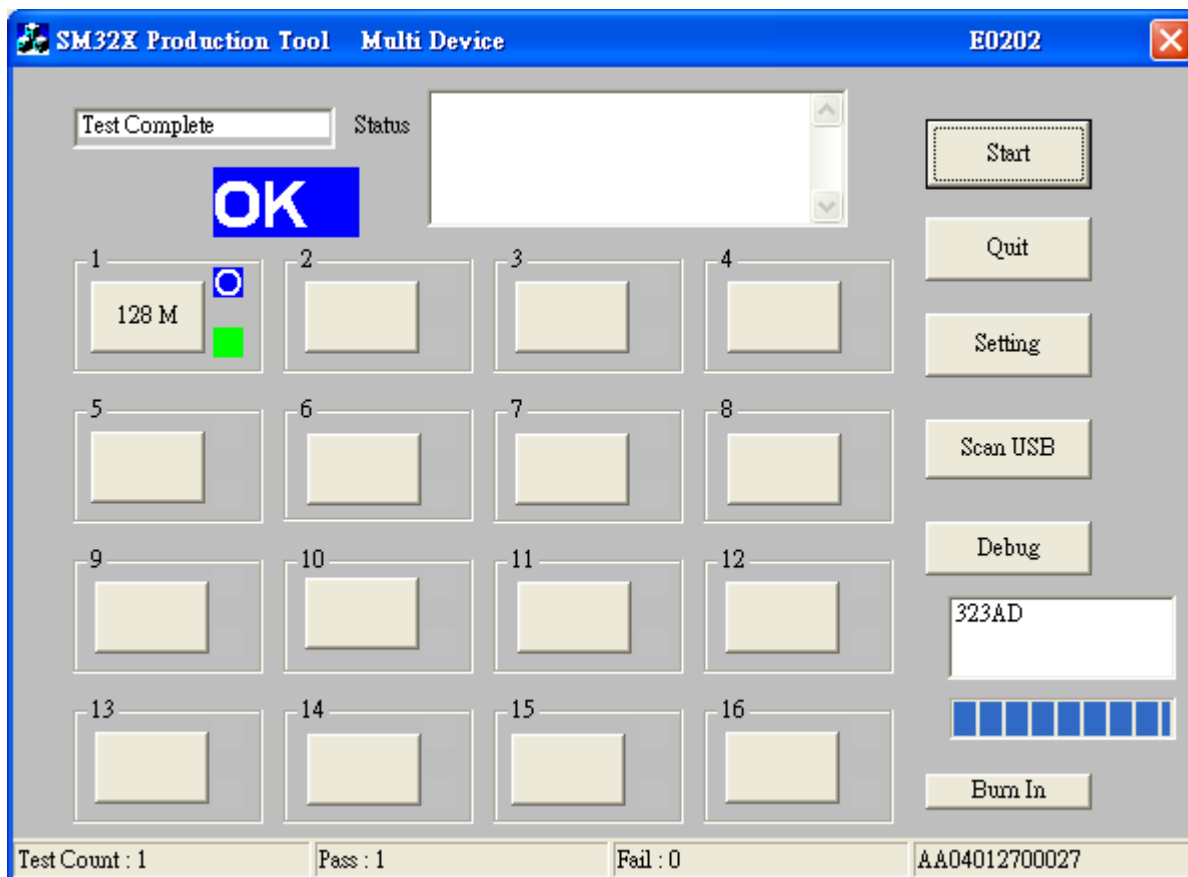 SM32X Production Tool Multi Device E0202
Test Complete
Status
OK
Start
Quit
Setting
Scan USB
Debug
1
128 M
2
3
4
5
6
7
8
9
10
11
12
13
14
15
16
323AD
Burn In
Test Count : 1
Pass : 1
Fail : 0
AA04012700027